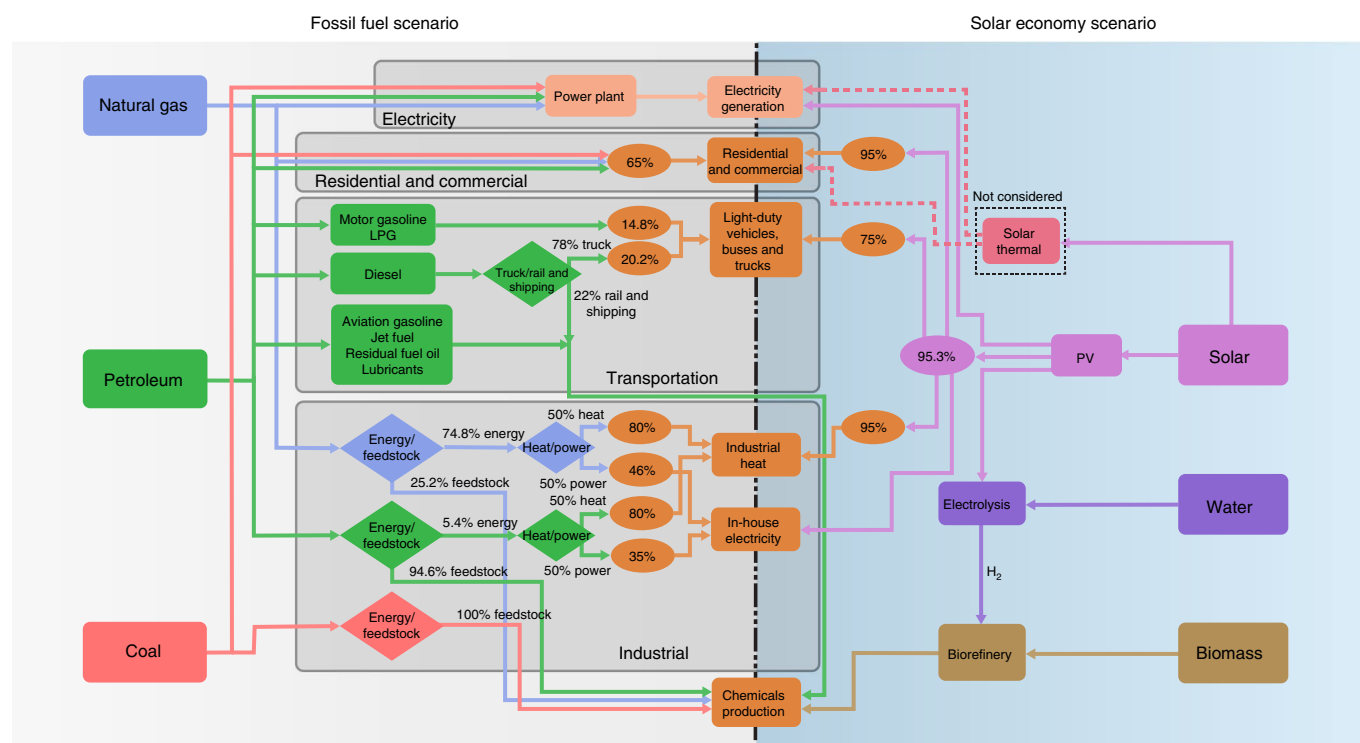 Fossil fuel scenario
Solar economy scenario
Natural gas
Power plant
Electricity
generation
Electricity
65%
Residential
and commercial
95%
Residential and commercial
Not considered
Motor gasoline
LPG
14.8%
78% truck
20.2%
Light-duty
vehicles,
buses and
trucks
75%
Solar
thermal
Diesel
Truck/rail and
shipping
22% rail and
shipping
Aviation gasoline
Jet fuel
Residual fuel oil
Lubricants
Transportation
Petroleum
95.3%
PV
Solar
50% heat
80%
Energy/
feedstock
74.8% energy
Heat/power
Industrial
heat
95%
46%
50% power
25.2% feedstock
50% heat
80%
Energy/
feedstock
5.4% energy
Heat/power
In-house
electricity
35%
50% power
94.6% feedstock
Electrolysis
Water
H2
Coal
Energy/
feedstock
100% feedstock
Industrial
Biorefinery
Biomass
Chemicals
production